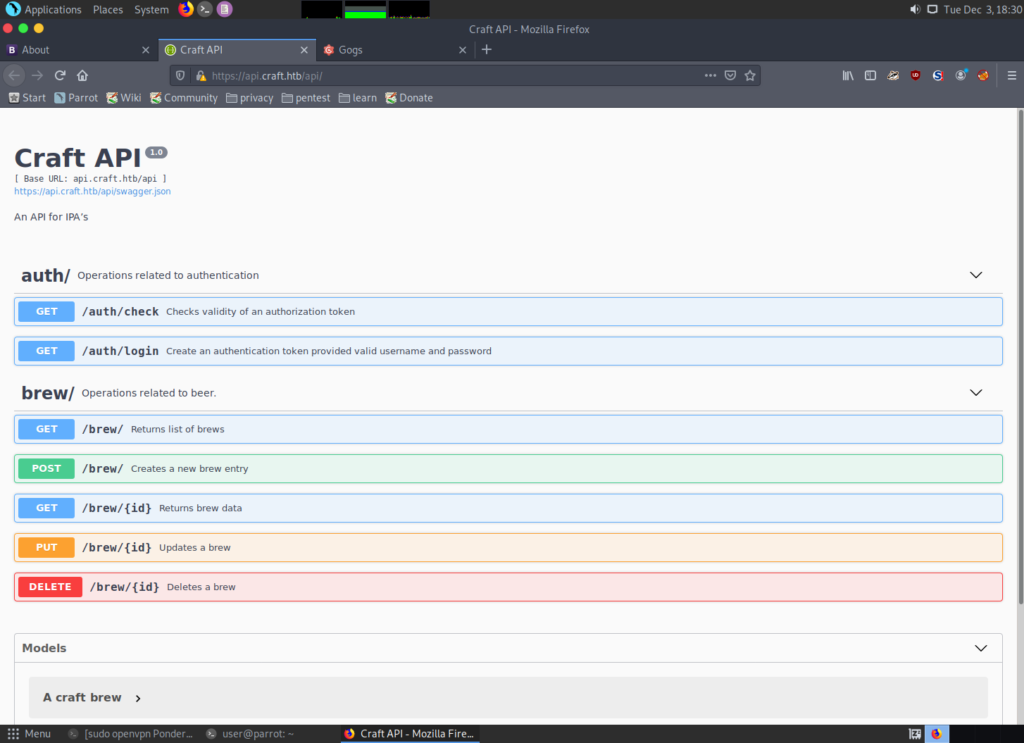 Applications Places System Tue Dec 3, 18:30
Craft API - Mozilla Firefox
B About Craft API Gogs
https://api.craft.htb/api/
Start Parrot Wiki Community privacy pentest learn Donate
Craft API 1.0
[ Base URL: api.craft.htb/api ]
https://api.craft.htb/api/swagger.json
An API for IPA's
auth/ Operations related to authentication
GET /auth/check Checks validity of an authorization token
GET /auth/login Create an authentication token provided valid username and password
brew/ Operations related to beer.
GET /brew/ Returns list of brews
POST /brew/ Creates a new brew entry
GET /brew/{id} Returns brew data
PUT /brew/{id} Updates a brew
DELETE /brew/{id} Deletes a brew
Models
A craft brew
Menu [sudo openvpn Ponder... user@parrot: ~ Craft API - Mozilla Fire...